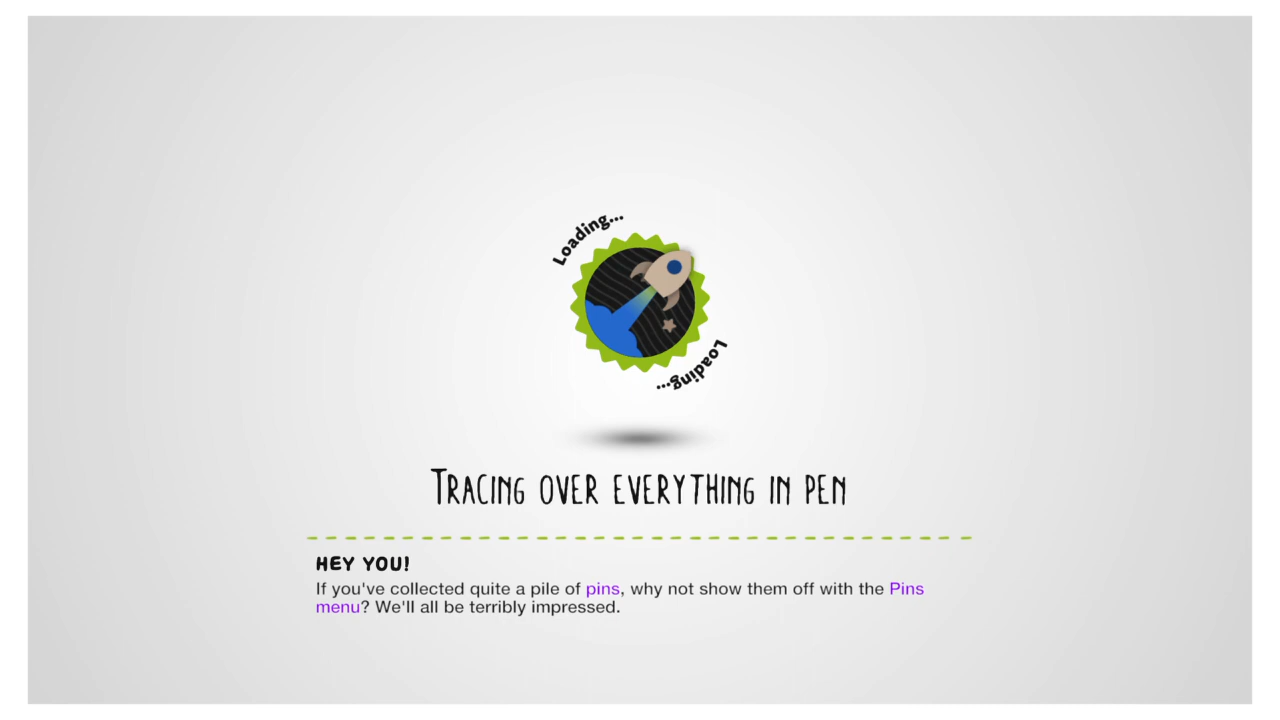 Loading...
Loading...
Tracing over everything in pen
HEY YOU!
If you've collected quite a pile of pins, why not show them off with the Pins
menu? We'll all be terribly impressed.